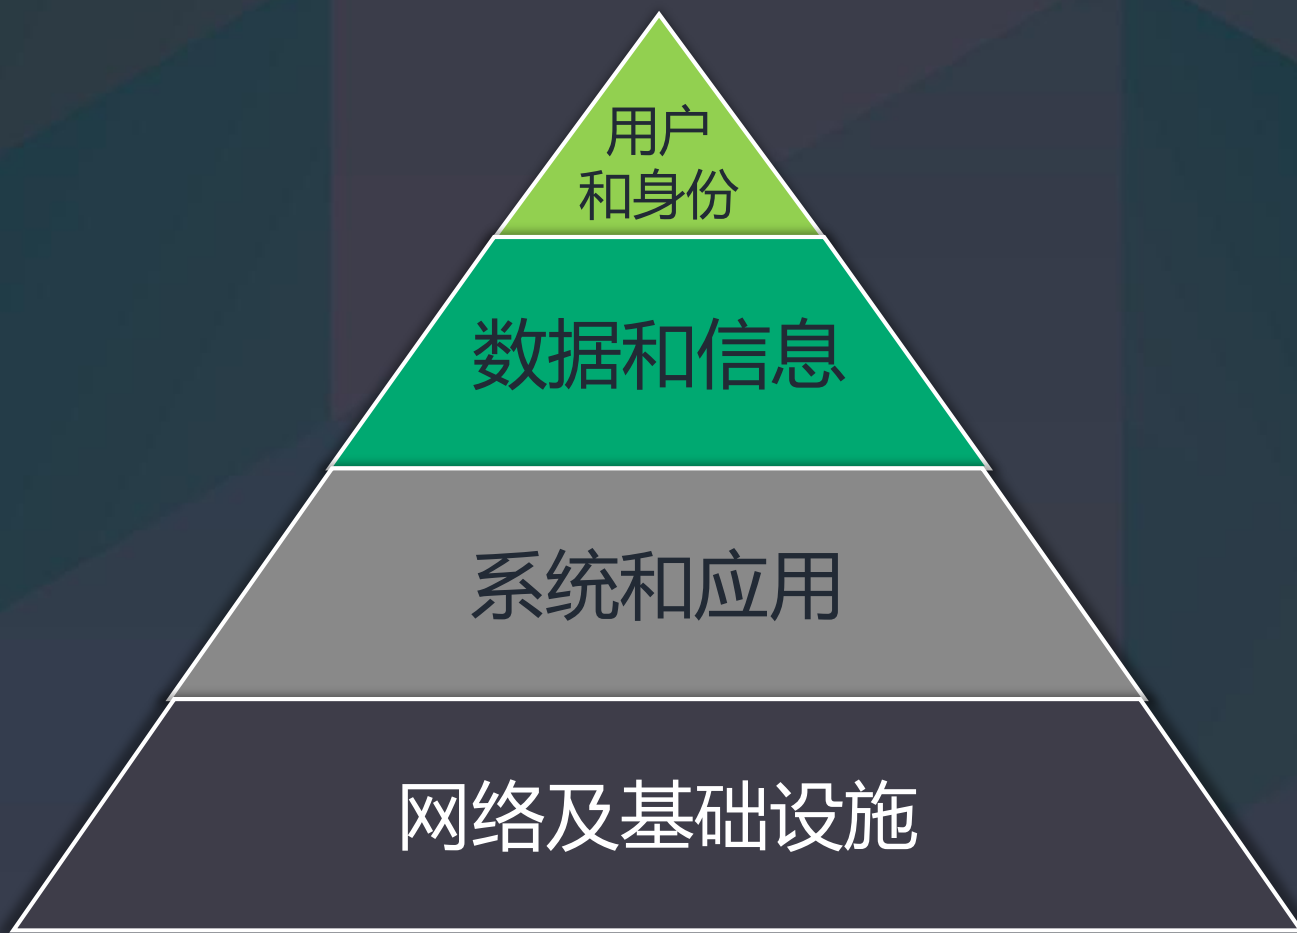 用户
和身份
数据和信息
系统和应用
网络及基础设施